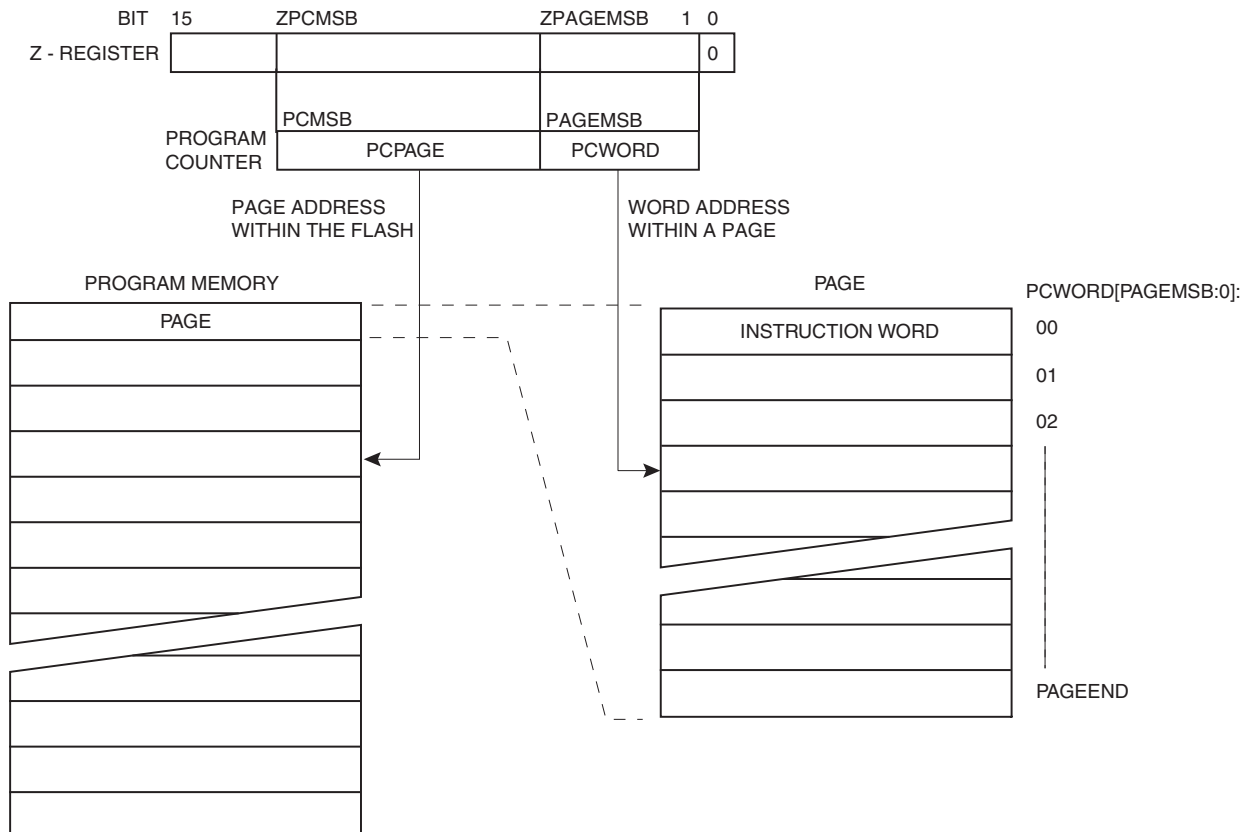 BIT 15 ZPCMSB ZPAGEMSB 1 0
Z - REGISTER 0
PCMSB PAGEMSB
PROGRAM
COUNTER
PCPAGE PCWORD
PAGE ADDRESS
WITHIN THE FLASH
WORD ADDRESS
WITHIN A PAGE
PROGRAM MEMORY
PAGE
PAGE
PCWORD[PAGEMSB:0]:
INSTRUCTION WORD
00
01
02
PAGEEND